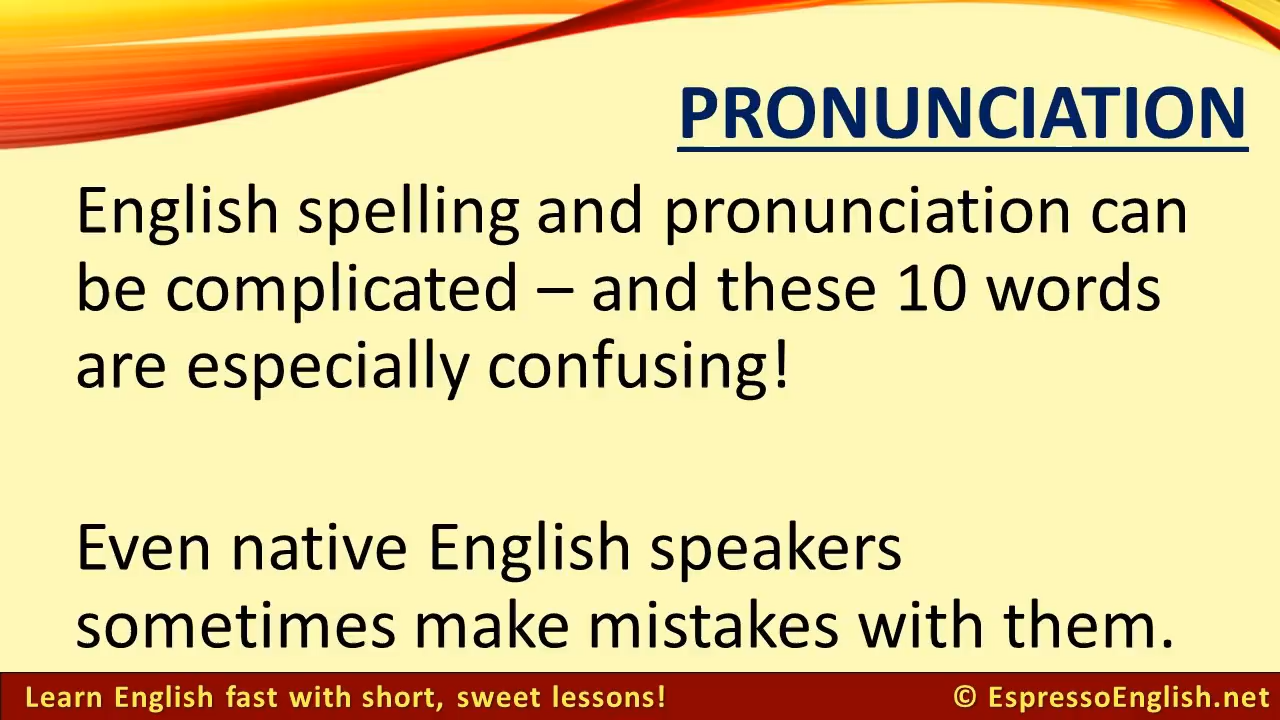 PRONUNCIATION
English spelling and pronunciation can
be complicated – and these 10 words
are especially confusing!
Even native English speakers
sometimes make mistakes with them.
Learn English fast with short, sweet lessons!
© EspressoEnglish.net